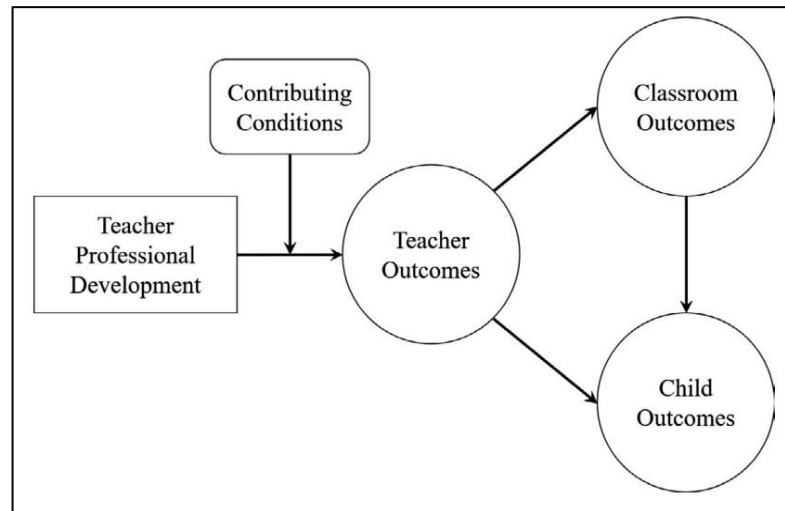 Contributing
Conditions
Classroom
Outcomes
Teacher
Professional
Development
Teacher
Outcomes
Child
Outcomes